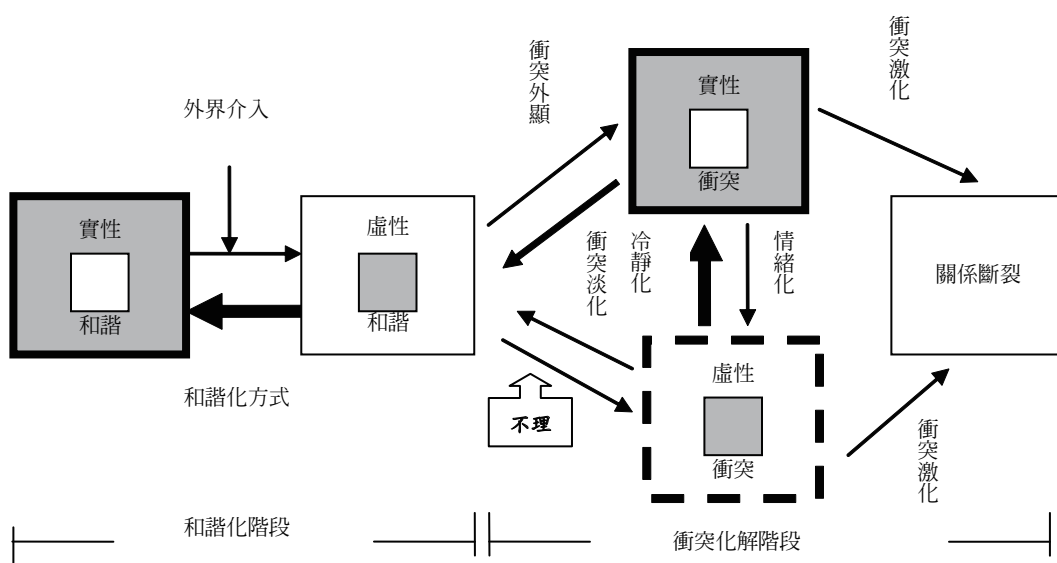 外界介入
實性
和諧
虛性
和諧
和諧化方式
和諧化階段
衝突外顯
衝突淡化
冷靜化
不理
實性
衝突
情緒化
虛性
衝突
衝突激化
衝突激化
關係斷裂
衝突化解階段